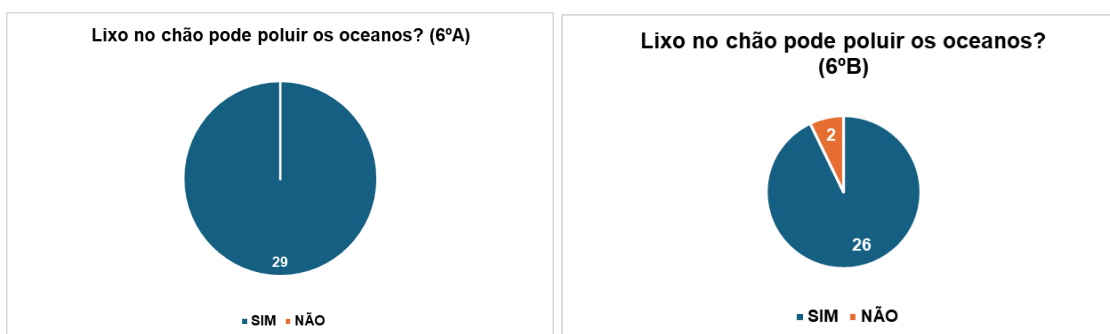 Lixo no chão pode poluir os oceanos? (6ºA)
29
SIM NÃO
Lixo no chão pode poluir os oceanos?
(6ºB)
2
26
SIM NÃO